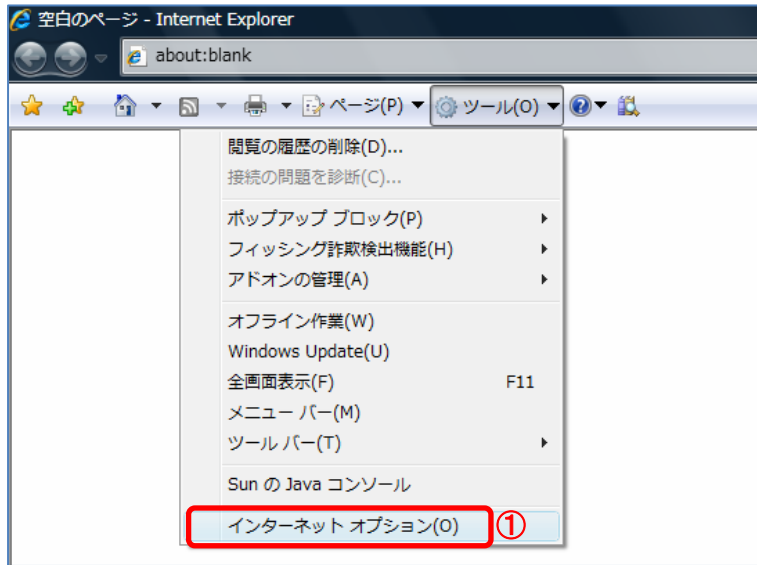 空白のページ - Internet Explorer
about:blank
ページ(P) ツール(O)
閲覧の履歴の削除(D)...
接続の問題を診断(C)...
ポップアップ ブロック(P)
フィッシング詐欺検出機能(H)
アドオンの管理(A)
オフライン作業(W)
Windows Update(U)
全画面表示(F) F11
メニュー バー(M)
ツール バー(T)
Sun の Java コンソール
インターネット オプション(O) ①